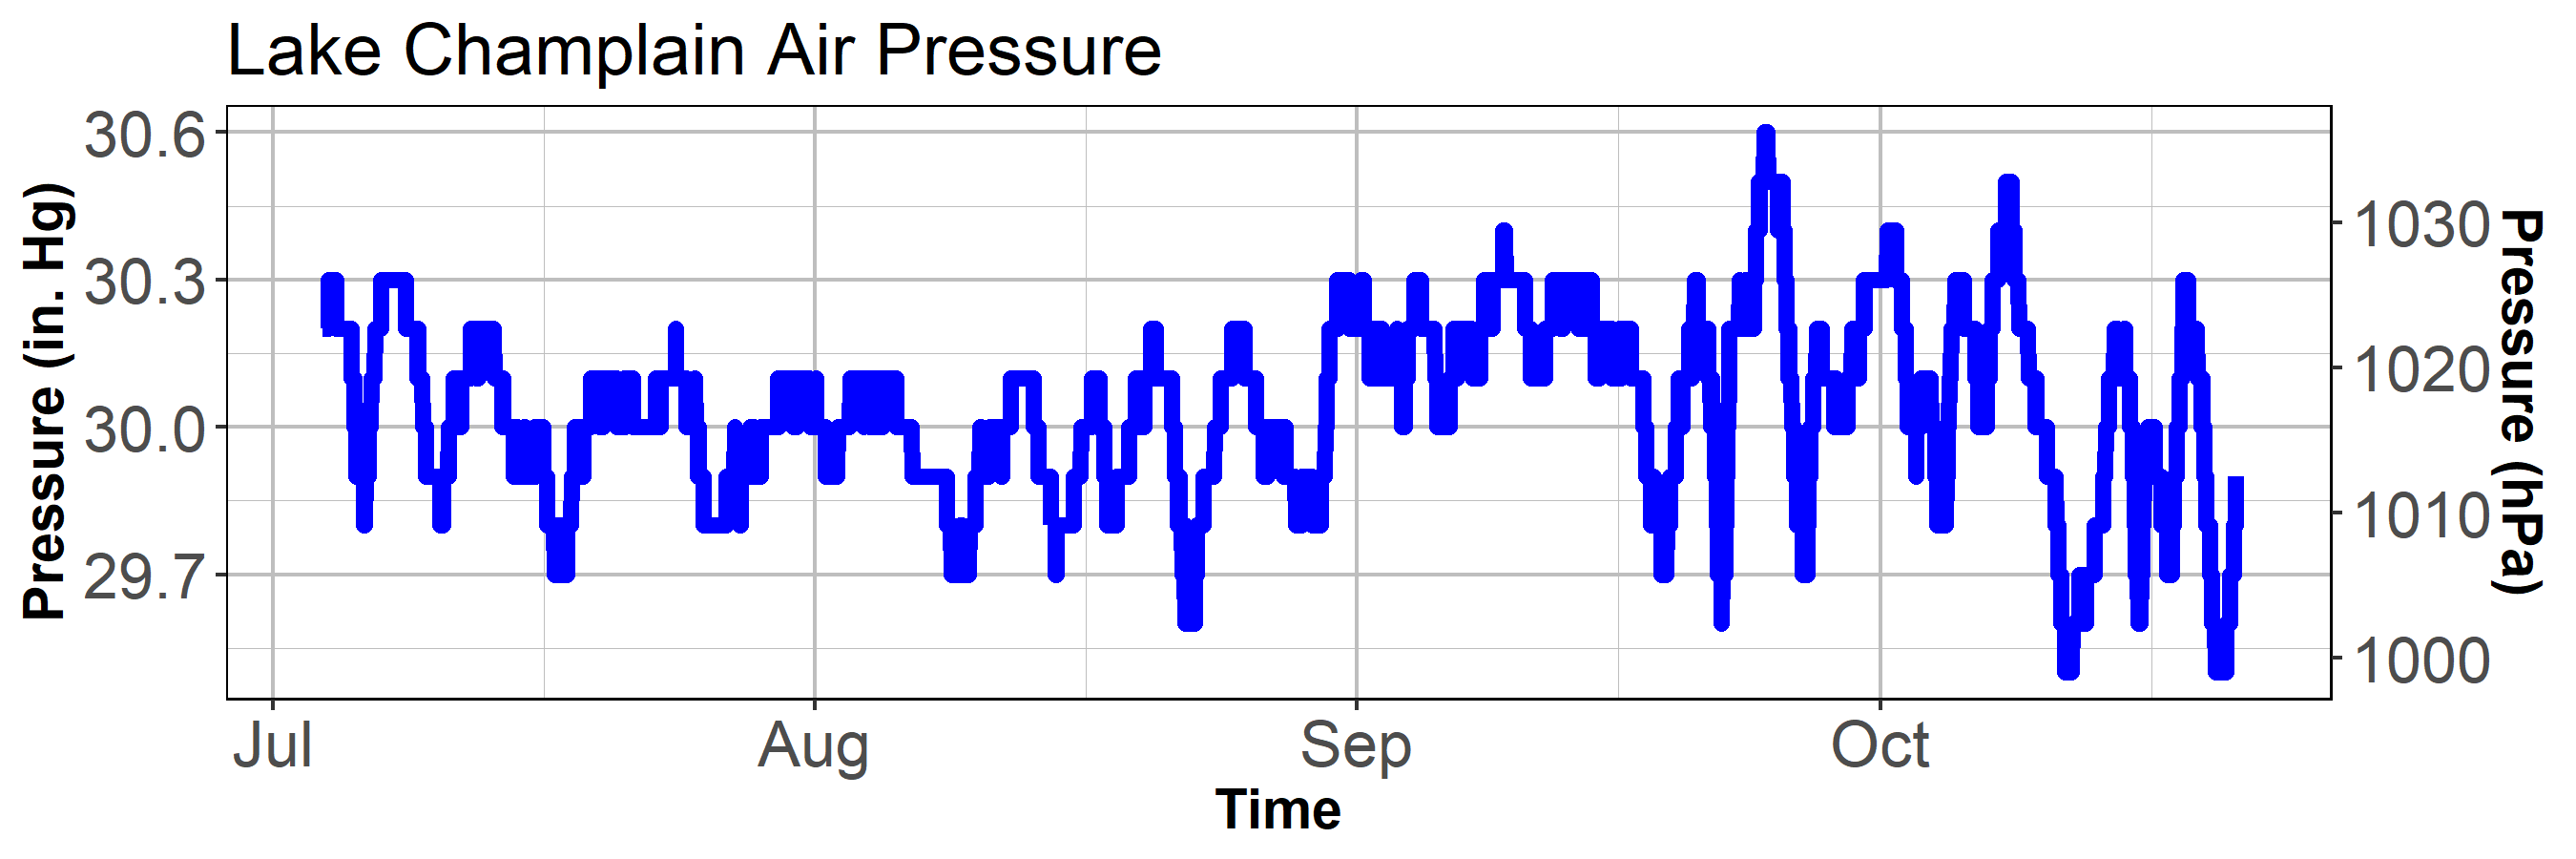 Lake Champlain Air Pressure
30.6
30.3
30.0
29.7
Pressure (in. Hg)
1030
1020
1010
1000
Pressure (hPa)
Jul Aug Sep Oct
Time